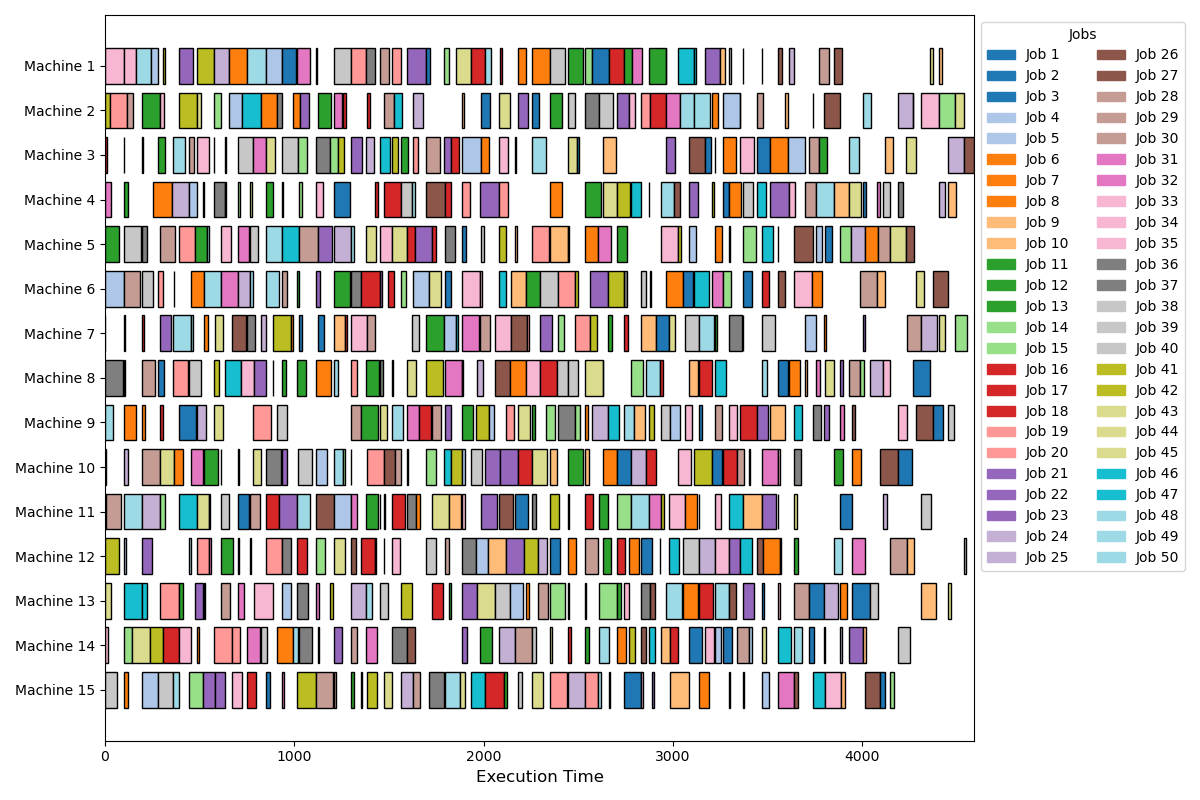 Machine 1
Machine 2
Machine 3
Machine 4
Machine 5
Machine 6
Machine 7
Machine 8
Machine 9
Machine 10
Machine 11
Machine 12
Machine 13
Machine 14
Machine 15
0 1000 2000 3000 4000
Execution Time
Jobs
Job 1 Job 26
Job 2 Job 27
Job 3 Job 28
Job 4 Job 29
Job 5 Job 30
Job 6 Job 31
Job 7 Job 32
Job 8 Job 33
Job 9 Job 34
Job 10 Job 35
Job 11 Job 36
Job 12 Job 37
Job 13 Job 38
Job 14 Job 39
Job 15 Job 40
Job 16 Job 41
Job 17 Job 42
Job 18 Job 43
Job 19 Job 44
Job 20 Job 45
Job 21 Job 46
Job 22 Job 47
Job 23 Job 48
Job 24 Job 49
Job 25 Job 50